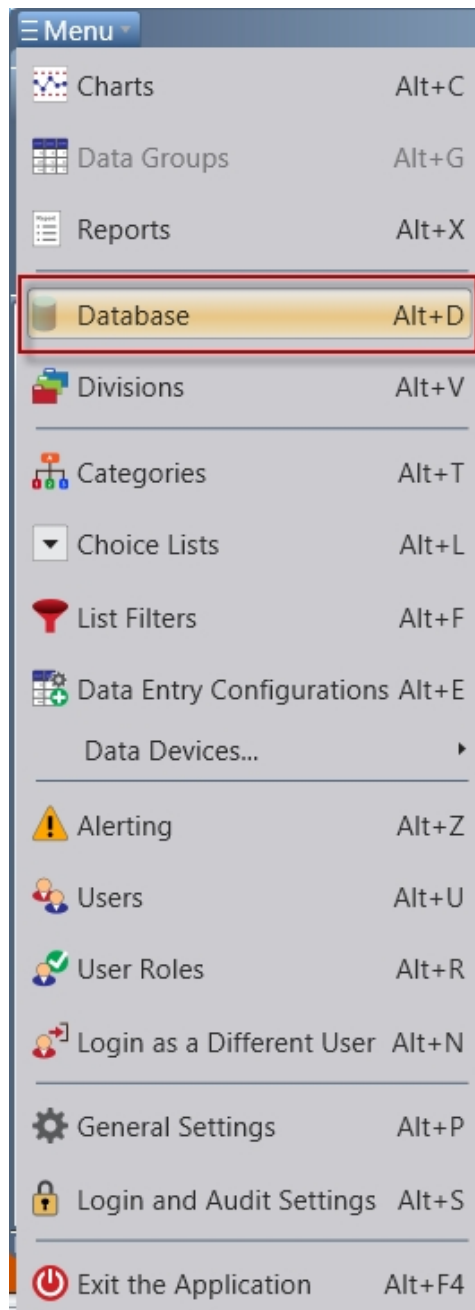 Menu
Charts Alt+C
Data Groups Alt+G
Reports Alt+X
Database Alt+D
Divisions Alt+V
Categories Alt+T
Choice Lists Alt+L
List Filters Alt+F
Data Entry Configurations Alt+E
Data Devices...
Alerting Alt+Z
Users Alt+U
User Roles Alt+R
Login as a Different User Alt+N
General Settings Alt+P
Login and Audit Settings Alt+S
Exit the Application Alt+F4